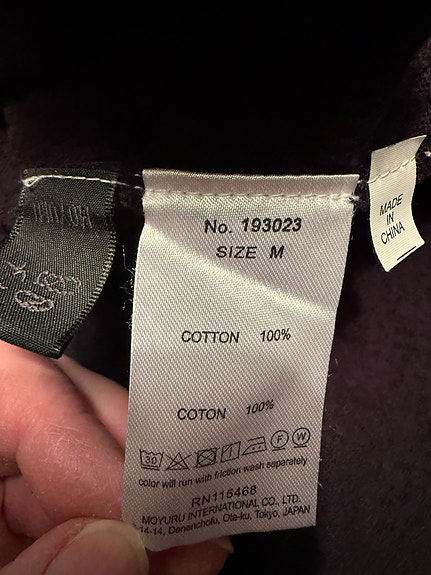 No. 193023
SIZE M
COTTON 100%
COTON 100%
30 F W
color will run with friction wash separately
RN115468
MOYURU INTERNATIONAL CO., LTD.
-14-14, Denenchofu, Ota-ku, Tokyo, JAPAN
MADE
IN
CHINA